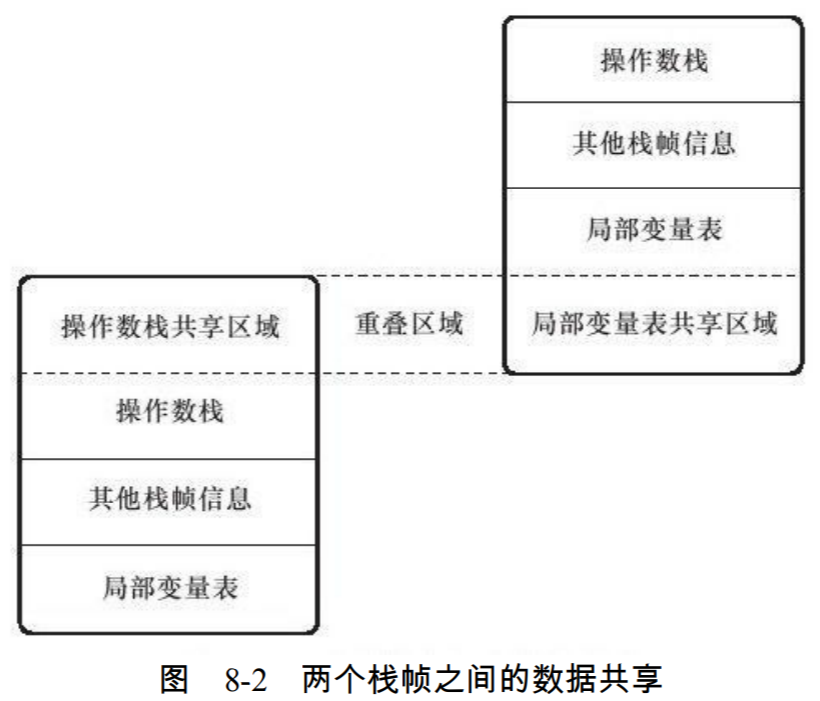 操作数栈
其他栈帧信息
局部变量表
操作数栈共享区域
重叠区域
局部变量表共享区域
操作数栈
其他栈帧信息
局部变量表
图 8-2 两个栈帧之间的数据共享